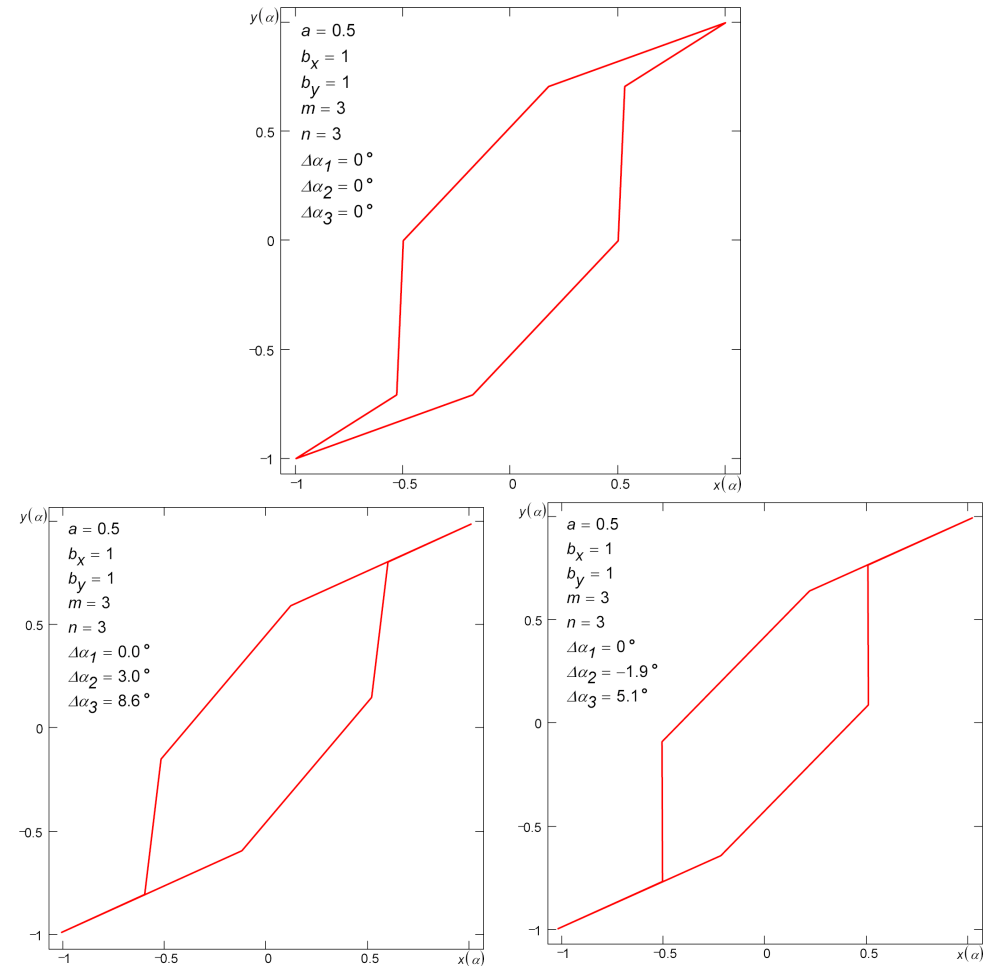 y(α)
a = 0.5
b_x = 1
b_y = 1
m = 3
n = 3
Δα_1 = 0°
Δα_2 = 0°
Δα_3 = 0°
0.5
0
−0.5
−1
−1 −0.5 0 0.5 x(α)
y(α)
a = 0.5
b_x = 1
b_y = 1
m = 3
n = 3
Δα_1 = 0.0°
Δα_2 = 3.0°
Δα_3 = 8.6°
0.5
0
−0.5
−1
−1 −0.5 0 0.5 x(α)
y(α)
a = 0.5
b_x = 1
b_y = 1
m = 3
n = 3
Δα_1 = 0°
Δα_2 = −1.9°
Δα_3 = 5.1°
0.5
0
−0.5
−1
−1 −0.5 0 0.5 x(α)